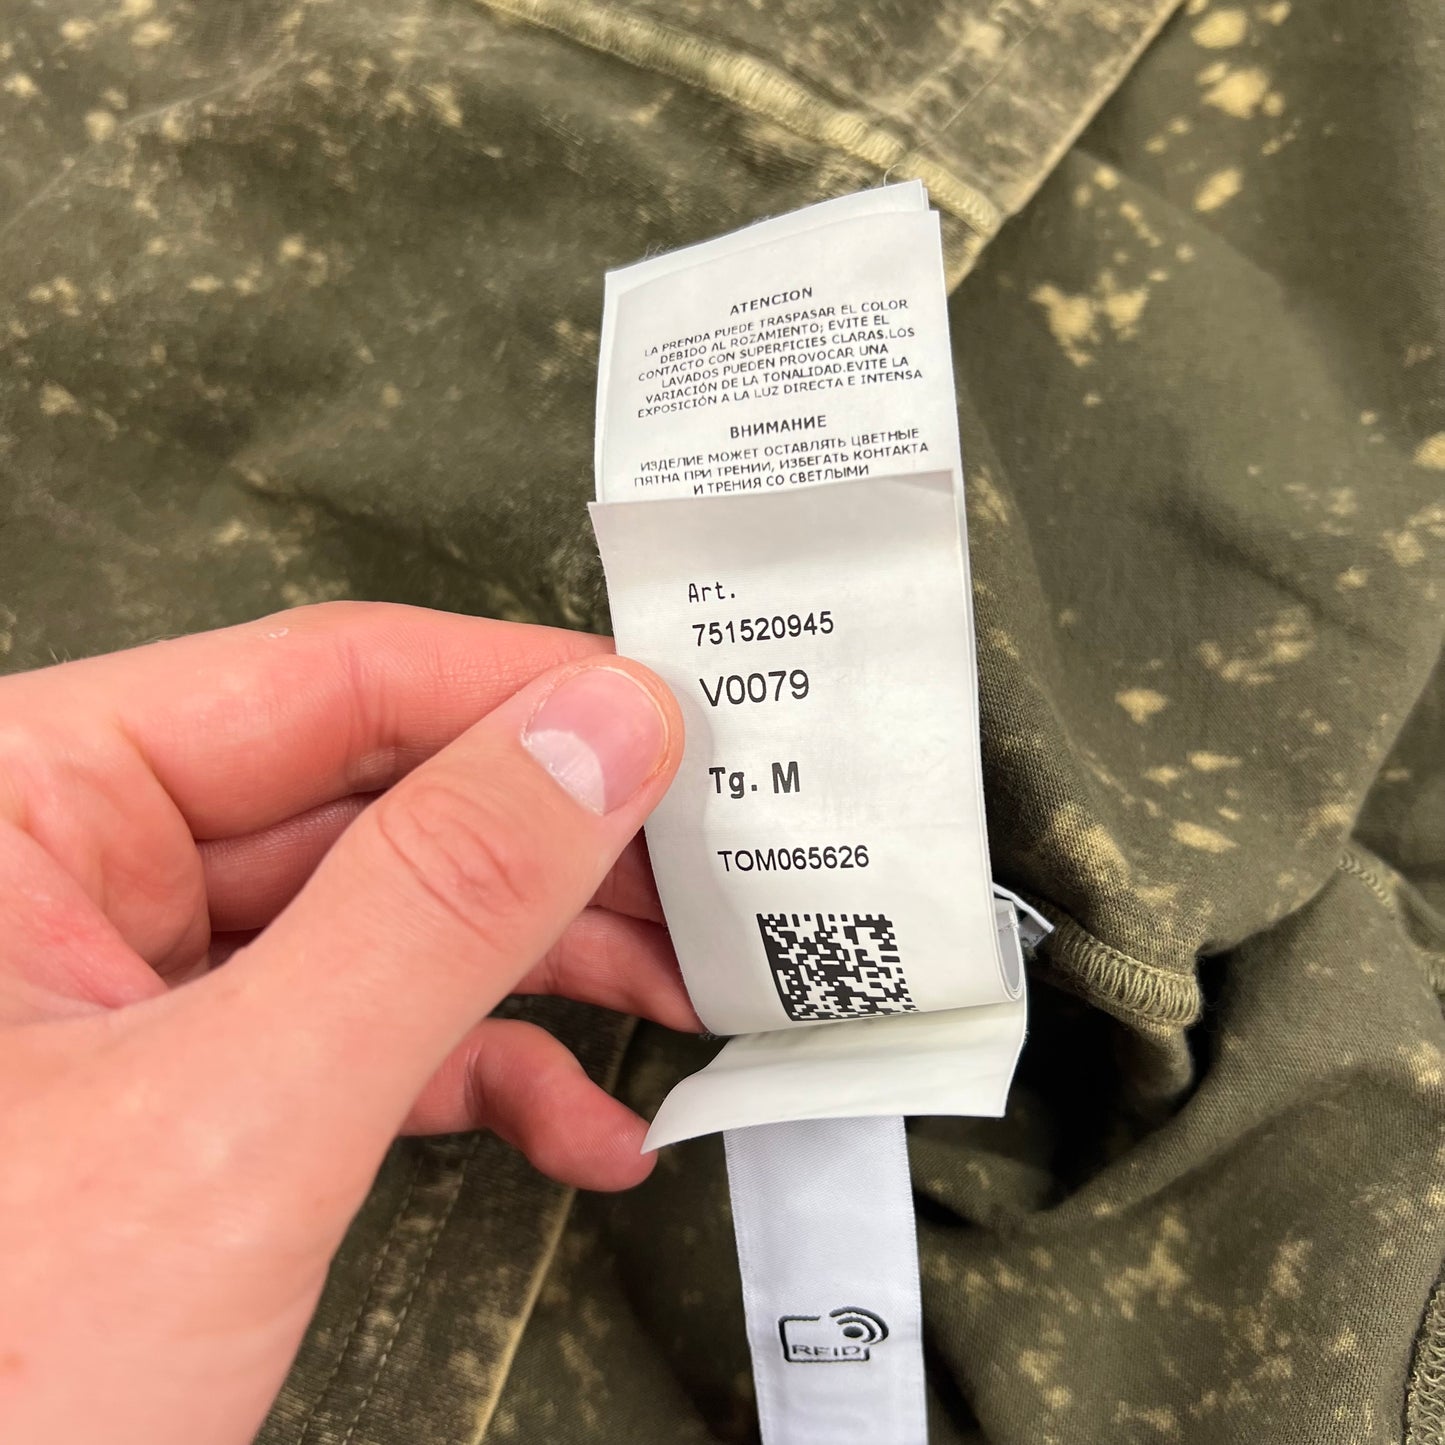 ATENCION
LA PRENDA PUEDE TRASPASAR EL COLOR
DEBIDO AL ROZAMIENTO; EVITE EL
CONTACTO CON SUPERFICIES CLARAS.LOS
LAVADOS PUEDEN PROVOCAR UNA
VARIACIÓN DE LA TONALIDAD.EVITE LA
EXPOSICIÓN A LA LUZ DIRECTA E INTENSA
ВНИМАНИЕ
ИЗДЕЛИЕ МОЖЕТ ОСТАВЛЯТЬ ЦВЕТНЫЕ
ПЯТНА ПРИ ТРЕНИИ, ИЗБЕГАТЬ КОНТАКТА
И ТРЕНИЯ СО СВЕТЛЫМИ
Art.
751520945
V0079
Tg. M
TOM065626
RFID